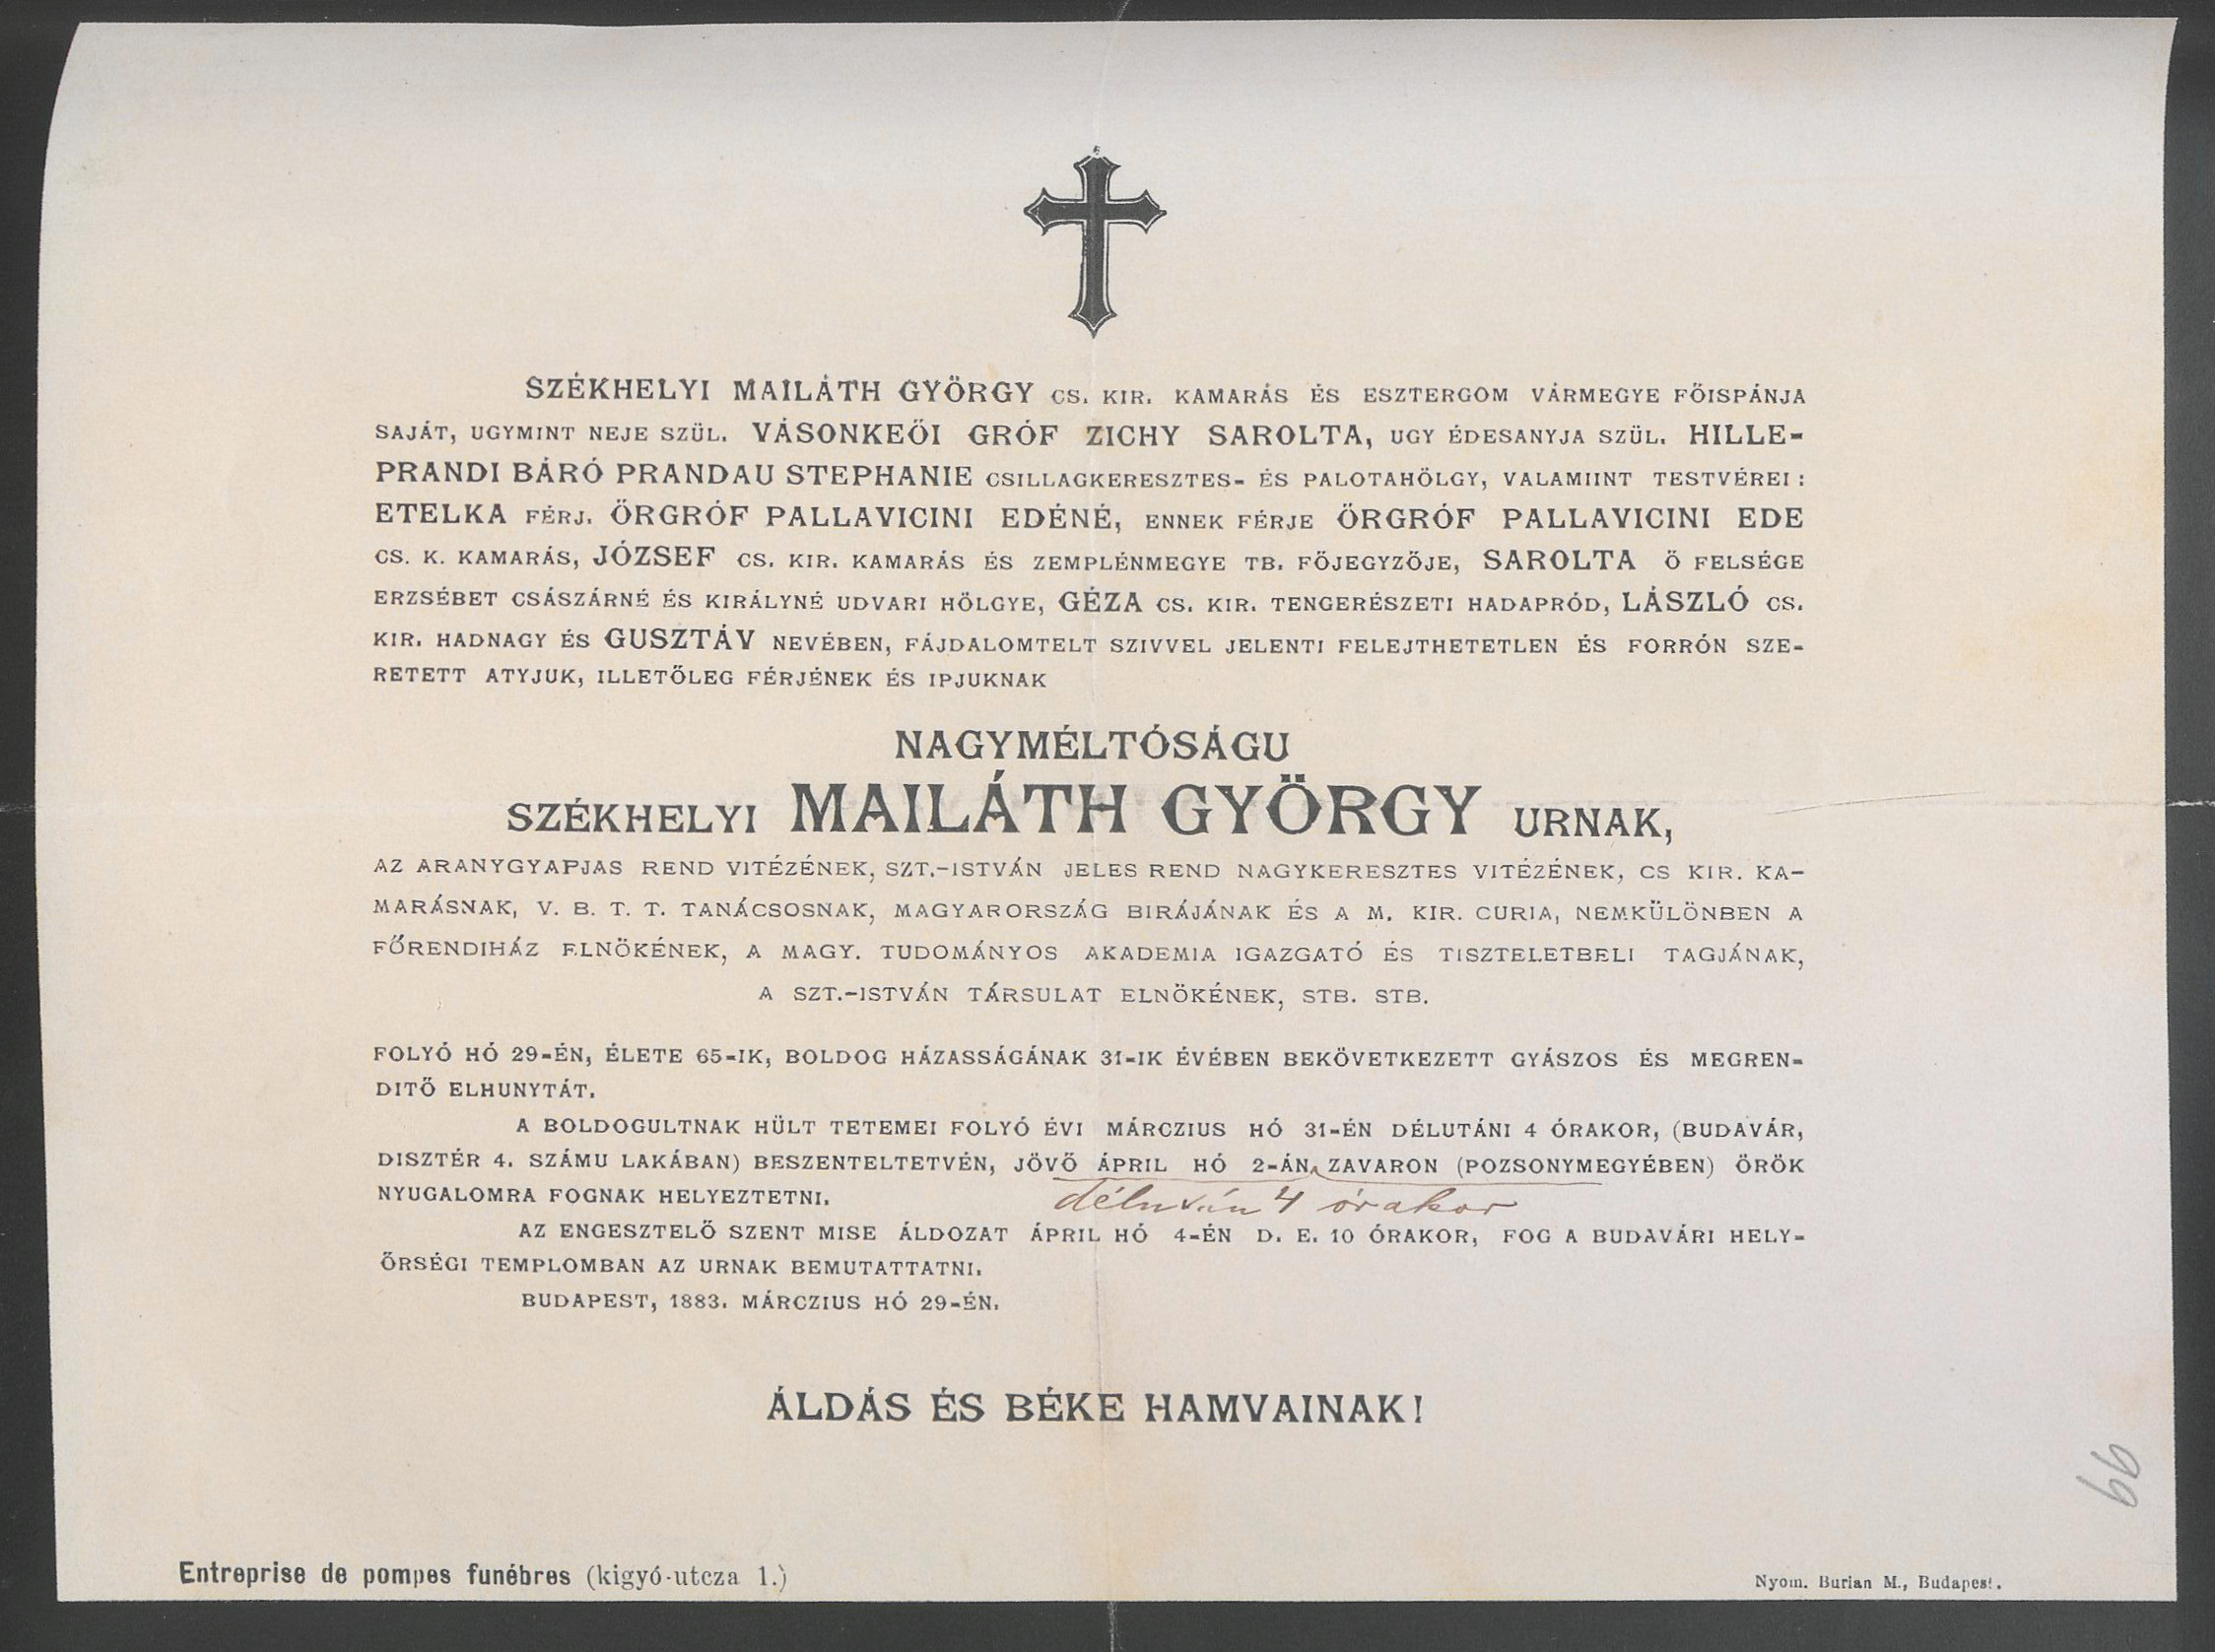 SZÉKHELYI MAILÁTH GYÖRGY CS. KIR. KAMARÁS ÉS ESZTERGOM VÁRMEGYE FŐISPÁNJA
SAJÁT, UGYMINT NEJE SZÜL. VÁSONKEŐI GRÓF ZICHY SAROLTA, UGY ÉDESANYJA SZÜL. HILLE-
PRANDI BÁRÓ PRANDAU STEPHANIE CSILLAGKERESZTES- ÉS PALOTAHÖLGY, VALAMIINT TESTVÉREI:
ETELKA FÉRJ. ŐRGRÓF PALLAVICINI EDÉNÉ, ENNEK FÉRJE ŐRGRÓF PALLAVICINI EDE
CS. K. KAMARÁS, JÓZSEF CS. KIR. KAMARÁS ÉS ZEMPLÉNMEGYE TB. FŐJEGYZŐJE, SAROLTA Ő FELSÉGE
ERZSÉBET CSÁSZÁRNÉ ÉS KIRÁLYNÉ UDVARI HÖLGYE, GÉZA CS. KIR. TENGERÉSZETI HADAPRÓD, LÁSZLÓ CS.
KIR. HADNAGY ÉS GUSZTÁV NEVÉBEN, FÁJDALOMTELT SZIVVEL JELENTI FELEJTHETETLEN ÉS FORRÓN SZE-
RETETT ATYJUK, ILLETŐLEG FÉRJÉNEK ÉS IPJUKNAK
NAGYMÉLTÓSÁGU
SZÉKHELYI MAILÁTH GYÖRGY URNAK,
AZ ARANYGYAPJAS REND VITÉZÉNEK, SZT.-ISTVÁN JELES REND NAGYKERESZTES VITÉZÉNEK, CS KIR. KA-
MARÁSNAK, V. B. T. T. TANÁCSOSNAK, MAGYARORSZÁG BIRÁJÁNAK ÉS A M. KIR. CURIA, NEMKÜLÖNBEN A
FŐRENDIHÁZ ELNÖKÉNEK, A MAGY. TUDOMÁNYOS AKADEMIA IGAZGATÓ ÉS TISZTELETBELI TAGJÁNAK,
A SZT.-ISTVÁN TÁRSULAT ELNÖKÉNEK, STB. STB.
FOLYÓ HÓ 29-ÉN, ÉLETE 65-IK, BOLDOG HÁZASSÁGÁNAK 31-IK ÉVÉBEN BEKÖVETKEZETT GYÁSZOS ÉS MEGREN-
DITŐ ELHUNYTÁT.
A BOLDOGULTNAK HÜLT TETEMEI FOLYÓ ÉVI MÁRCZIUS HÓ 31-ÉN DÉLUTÁNI 4 ÓRAKOR, (BUDAVÁR,
DISZTÉR 4. SZÁMU LAKÁBAN) BESZENTELTETVÉN, JÖVŐ ÁPRIL HÓ 2-ÁN ZAVARON (POZSONYMEGYÉBEN) ÖRÖK
NYUGALOMRA FOGNAK HELYEZTETNI.
délután 4 órakor
AZ ENGESZTELŐ SZENT MISE ÁLDOZAT ÁPRIL HÓ 4-ÉN D. E. 10 ÓRAKOR, FOG A BUDAVÁRI HELY-
ŐRSÉGI TEMPLOMBAN AZ URNAK BEMUTATTATNI.
BUDAPEST, 1883. MÁRCZIUS HÓ 29-ÉN.
ÁLDÁS ÉS BÉKE HAMVAINAK!
99
Entreprise de pompes funébres (kigyó-utcza 1.)
Nyom. Burian M., Budapest.